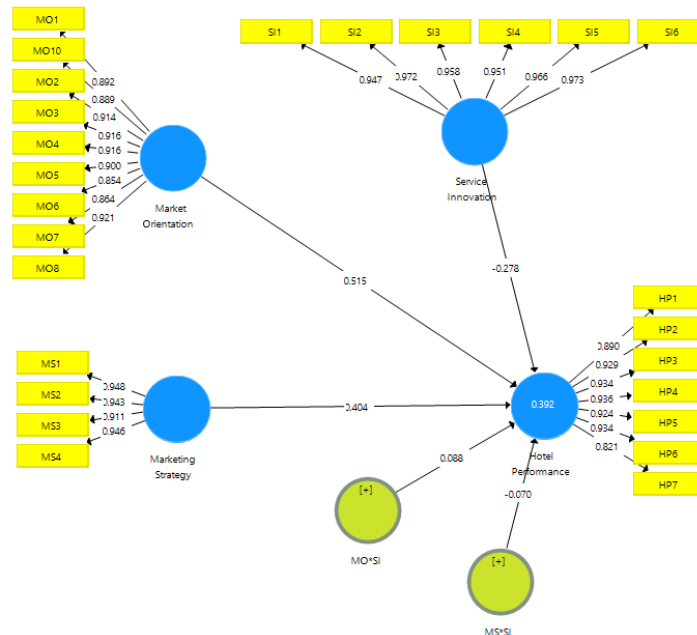 MO1
MO10
MO2
MO3
MO4
MO5
MO6
MO7
MO8
0.892
0.889
0.914
0.916
0.916
0.900
0.854
0.864
0.921
Market
Orientation
SI1
SI2
SI3
SI4
SI5
SI6
0.947
0.972
0.958
0.951
0.966
0.973
Service
Innovation
0.515
-0.278
MS1
MS2
MS3
MS4
0.948
0.943
0.911
0.946
Marketing
Strategy
0.404
0.392
Hotel
Performance
HP1
HP2
HP3
HP4
HP5
HP6
HP7
0.890
0.929
0.934
0.936
0.924
0.934
0.821
0.088
-0.070
[+]
MO*SI
[+]
MS*SI